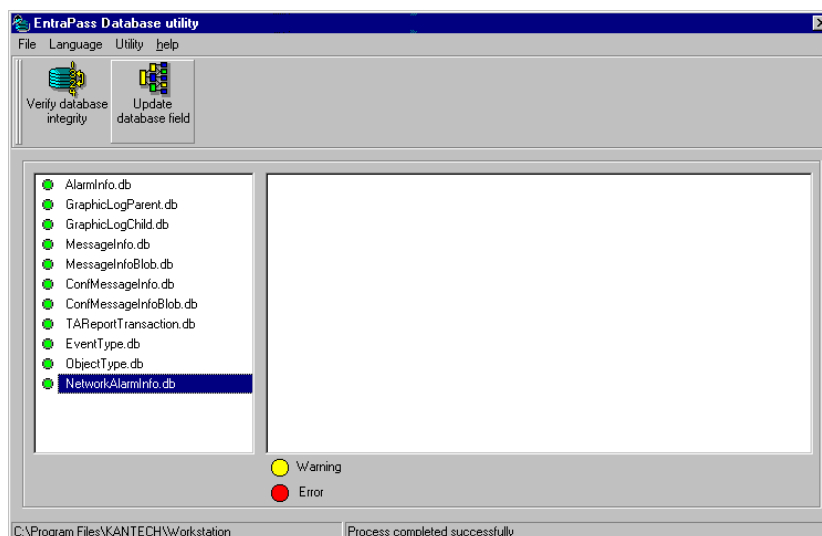 EntraPass Database utility
File Language Utility help
Verify database integrity
Update database field
AlarmInfo.db
GraphicLogParent.db
GraphicLogChild.db
MessageInfo.db
MessageInfoBlob.db
ConfMessageInfo.db
ConfMessageInfoBlob.db
TAReportTransaction.db
EventType.db
ObjectType.db
NetworkAlarmInfo.db
Warning
Error
C:\Program Files\KANTECH\Workstation
Process completed successfully